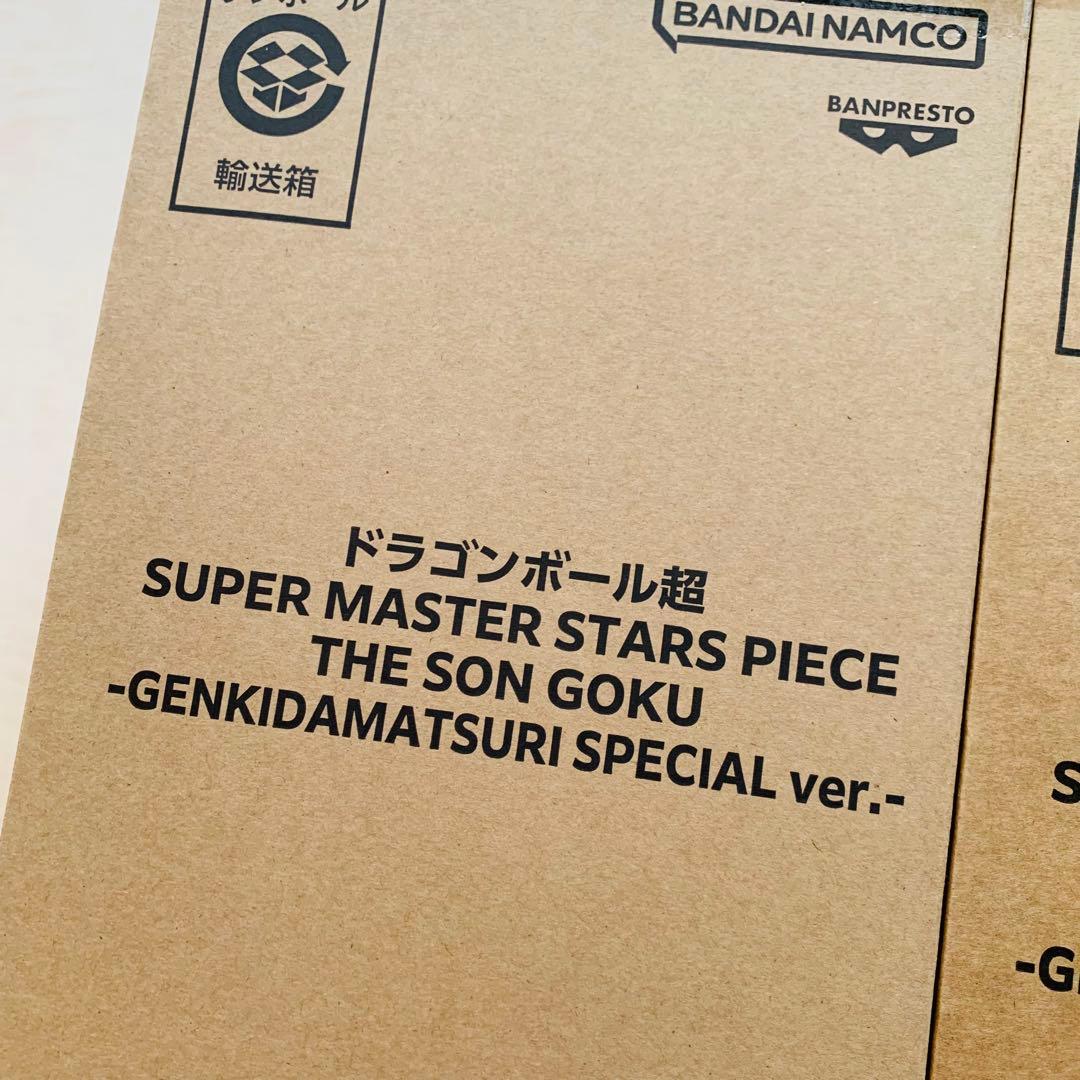 BANDAI NAMCO
BANPRESTO
輸送箱
ドラゴンボール超
SUPER MASTER STARS PIECE
THE SON GOKU
-GENKIDAMATSURI SPECIAL ver.-
S
-G